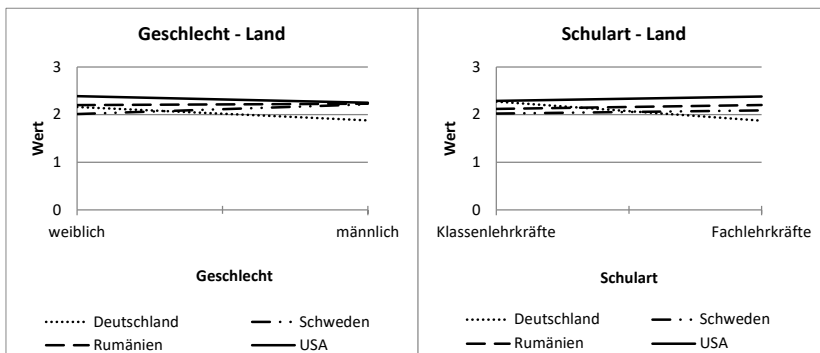 Geschlecht - Land
3
2
1
0
Wert
weiblich
männlich
Geschlecht
Deutschland
Schweden
Rumänien
USA
Schulart - Land
3
2
1
0
Wert
Klassenlehrkräfte
Fachlehrkräfte
Schulart
Deutschland
Schweden
Rumänien
USA